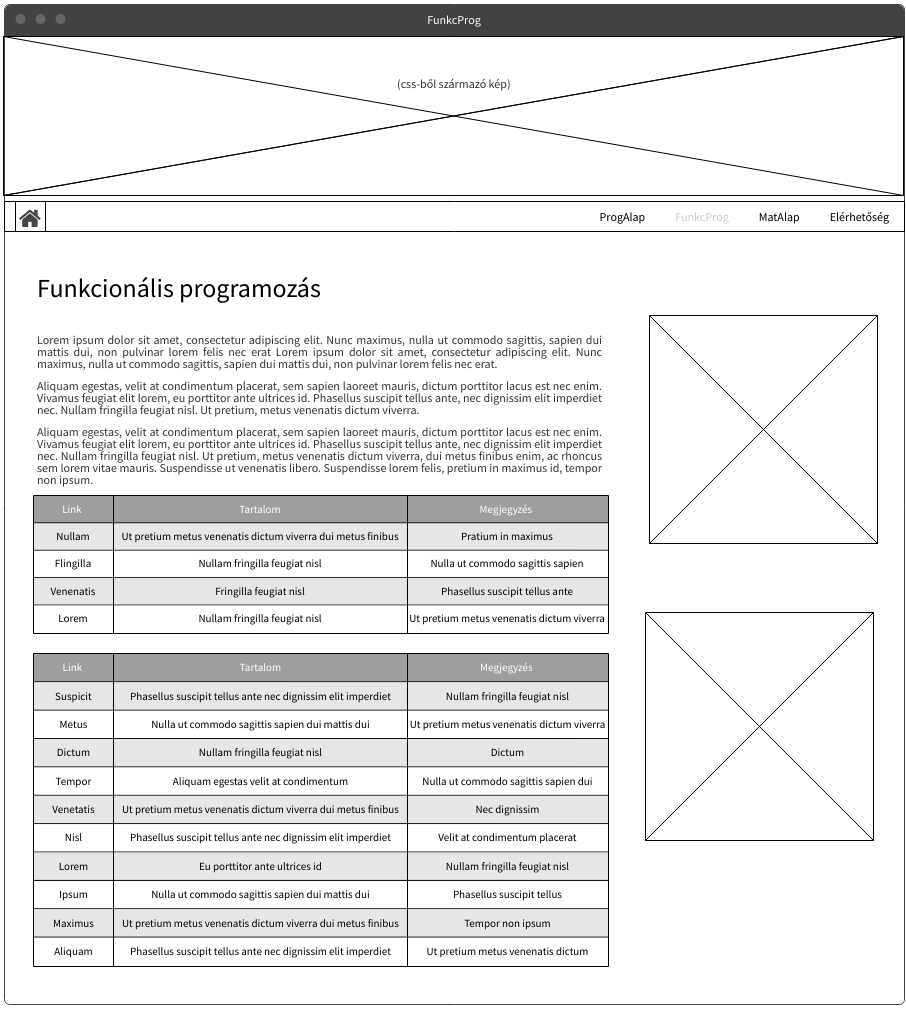 FunkcProg
(css-ből származó kép)
ProgAlap FunkcProg MatAlap Elérhetőség
Funkcionális programozás
Lorem ipsum dolor sit amet, consectetur adipiscing elit. Nunc maximus, nulla ut commodo sagittis, sapien dui
mattis dui, non pulvinar lorem felis nec erat Lorem ipsum dolor sit amet, consectetur adipiscing elit. Nunc
maximus, nulla ut commodo sagittis, sapien dui mattis dui, non pulvinar lorem felis nec erat.
Aliquam egestas, velit at condimentum placerat, sem sapien laoreet mauris, dictum porttitor lacus est nec enim.
Vivamus feugiat elit lorem, eu porttitor ante ultrices id. Phasellus suscipit tellus ante, nec dignissim elit imperdiet
nec. Nullam fringilla feugiat nisl. Ut pretium, metus venenatis dictum viverra.
Aliquam egestas, velit at condimentum placerat, sem sapien laoreet mauris, dictum porttitor lacus est nec enim.
Vivamus feugiat elit lorem, eu porttitor ante ultrices id. Phasellus suscipit tellus ante, nec dignissim elit imperdiet
nec. Nullam fringilla feugiat nisl. Ut pretium, metus venenatis dictum viverra, dui metus finibus enim, ac rhoncus
sem lorem vitae mauris. Suspendisse ut venenatis libero. Suspendisse lorem felis, pretium in maximus id, tempor
non ipsum.
Link Tartalom Megjegyzés
Nullam Ut pretium metus venenatis dictum viverra dui metus finibus Pratium in maximus
Flingilla Nullam fringilla feugiat nisl Nulla ut commodo sagittis sapien
Venenatis Fringilla feugiat nisl Phasellus suscipit tellus ante
Lorem Nullam fringilla feugiat nisl Ut pretium metus venenatis dictum viverra
Link Tartalom Megjegyzés
Suspicit Phasellus suscipit tellus ante nec dignissim elit imperdiet Nullam fringilla feugiat nisl
Metus Nulla ut commodo sagittis sapien dui mattis dui Ut pretium metus venenatis dictum viverra
Dictum Nullam fringilla feugiat nisl Dictum
Tempor Aliquam egestas velit at condimentum Nulla ut commodo sagittis sapien dui
Venetatis Ut pretium metus venenatis dictum viverra dui metus finibus Nec dignissim
Nisl Phasellus suscipit tellus ante nec dignissim elit imperdiet Velit at condimentum placerat
Lorem Eu porttitor ante ultrices id Nullam fringilla feugiat nisl
Ipsum Nulla ut commodo sagittis sapien dui mattis dui Phasellus suscipit tellus
Maximus Ut pretium metus venenatis dictum viverra dui metus finibus Tempor non ipsum
Aliquam Phasellus suscipit tellus ante nec dignissim elit imperdiet Ut pretium metus venenatis dictum